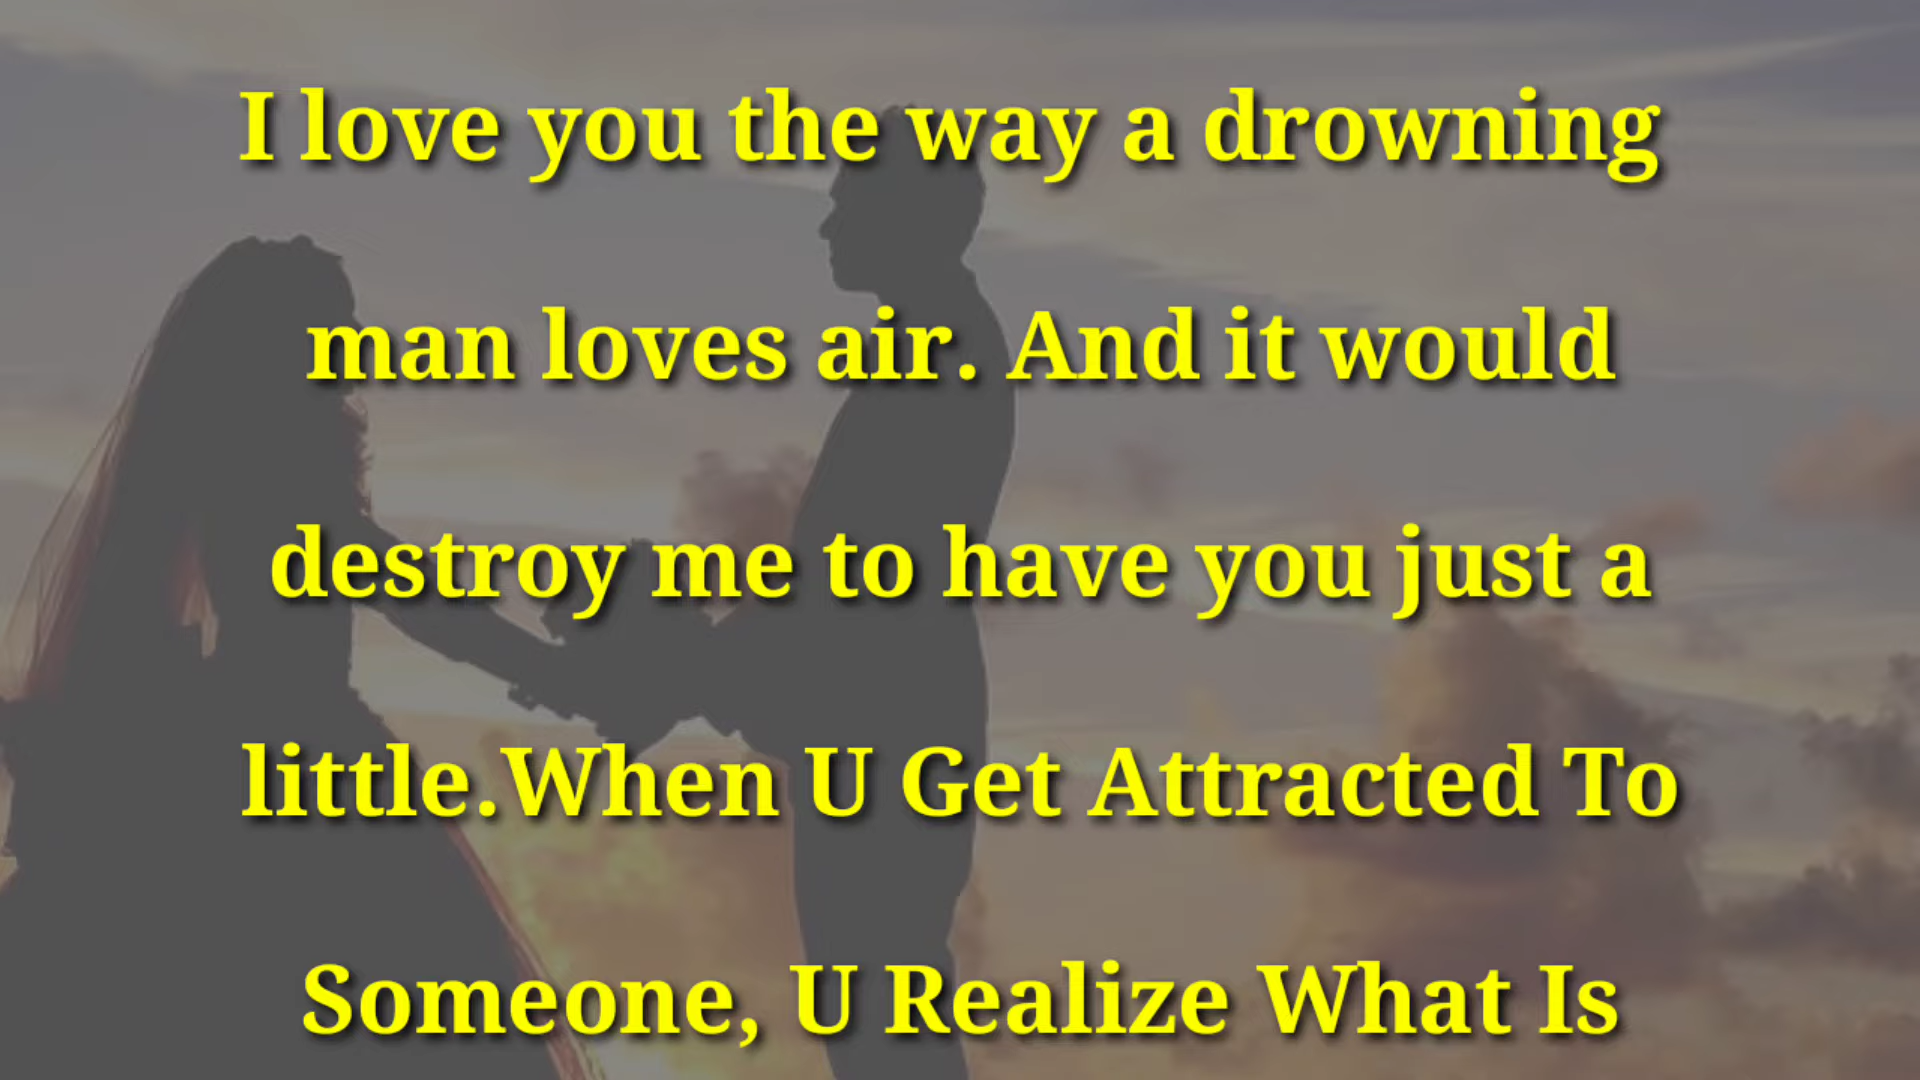 I love you the way a drowning
man loves air. And it would
destroy me to have you just a
little.When U Get Attracted To
Someone, U Realize What Is